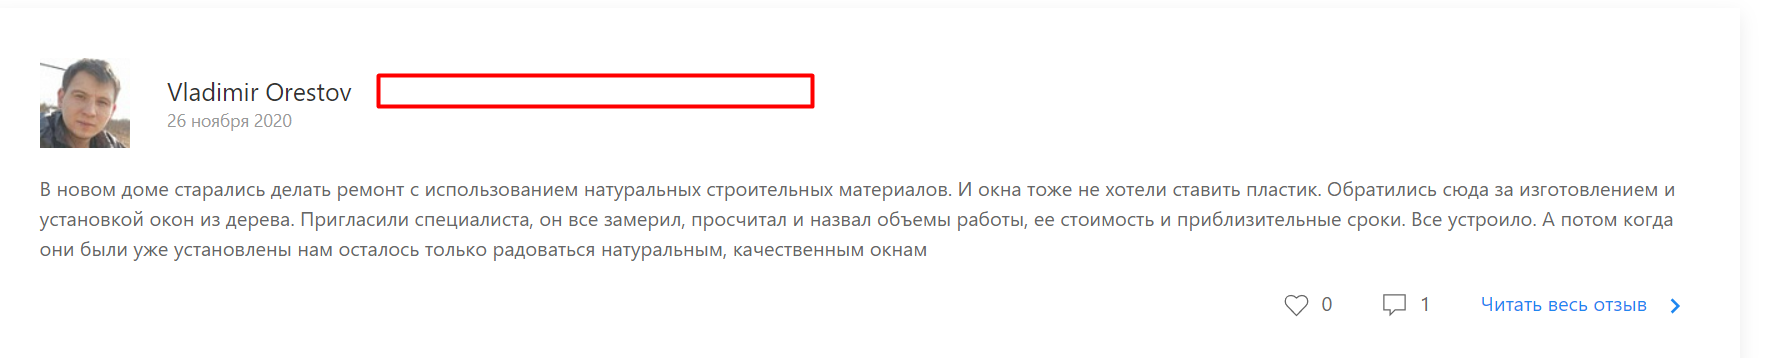 Vladimir Orestov
26 ноября 2020
В новом доме старались делать ремонт с использованием натуральных строительных материалов. И окна тоже не хотели ставить пластик. Обратились сюда за изготовлением и
установкой окон из дерева. Пригласили специалиста, он все замерил, просчитал и назвал объемы работы, ее стоимость и приблизительные сроки. Все устроило. А потом когда
они были уже установлены нам осталось только радоваться натуральным, качественным окнам
0 1 Читать весь отзыв